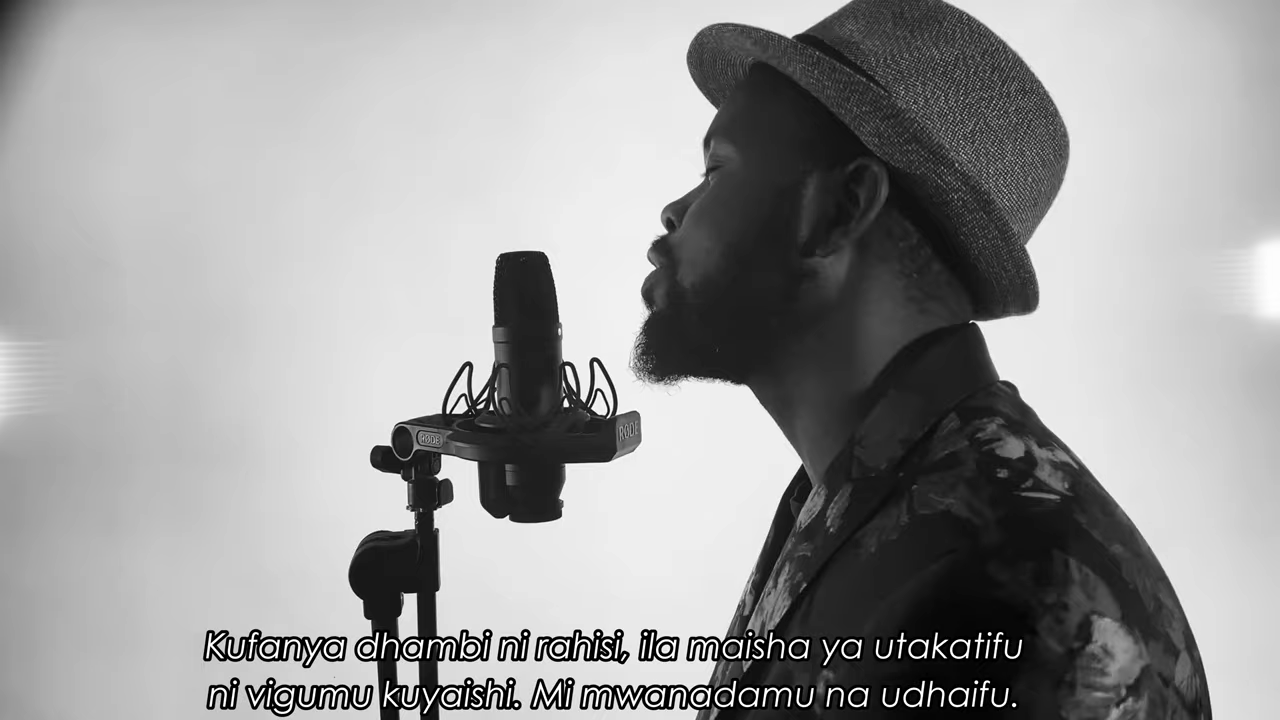 RØDE
RØDE
Kufanya dhambi ni rahisi, ila maisha ya utakatifu
ni vigumu kuyaishi. Mi mwanadamu na udhaifu.